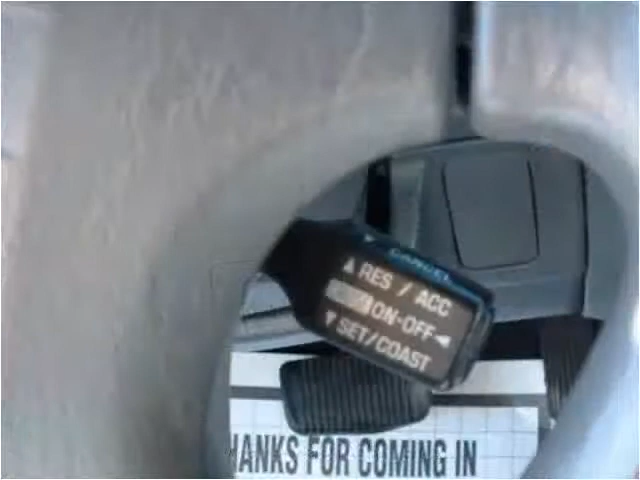 ▼ CANCEL
▲ RES / ACC
ON-OFF ◄
▼ SET/COAST
HANKS FOR COMING IN